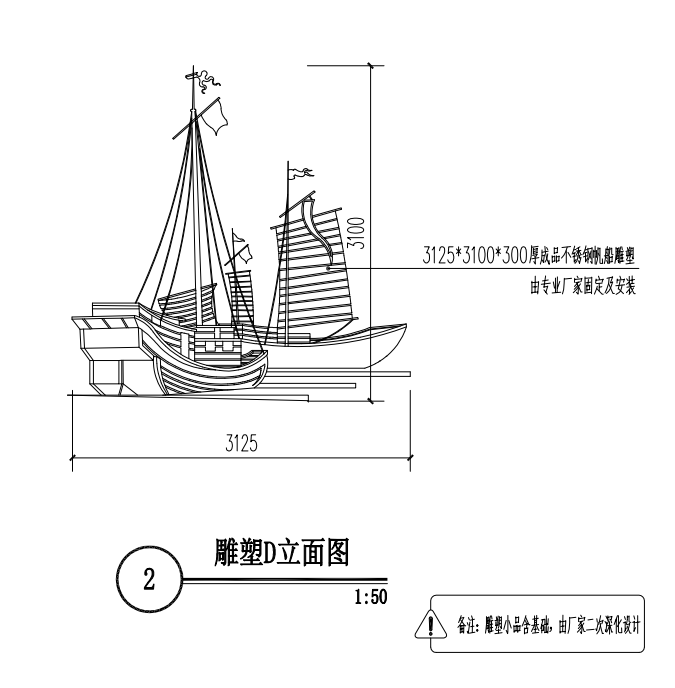 3100
3125*3100*300厚成品不锈钢帆船雕塑
由专业厂家固定及安装
3125
雕塑D立面图
2
1:50
备注: 雕塑小品含基础, 由厂家二次深化设计